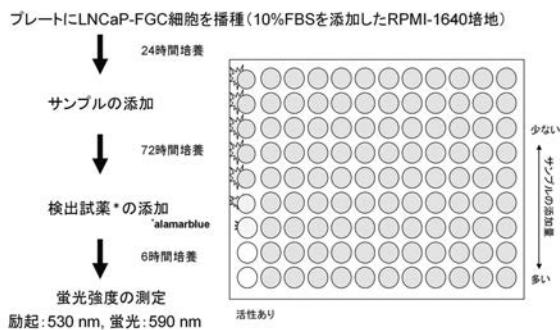 プレートにLNCaP-FGC細胞を播種（10%FBSを添加したRPMI-1640培地）
24時間培養
サンプルの添加
72時間培養
検出試薬*の添加
*alamarblue
6時間培養
蛍光強度の測定
励起:530 nm, 蛍光:590 nm
少ない
サンプルの添加量
多い
活性あり